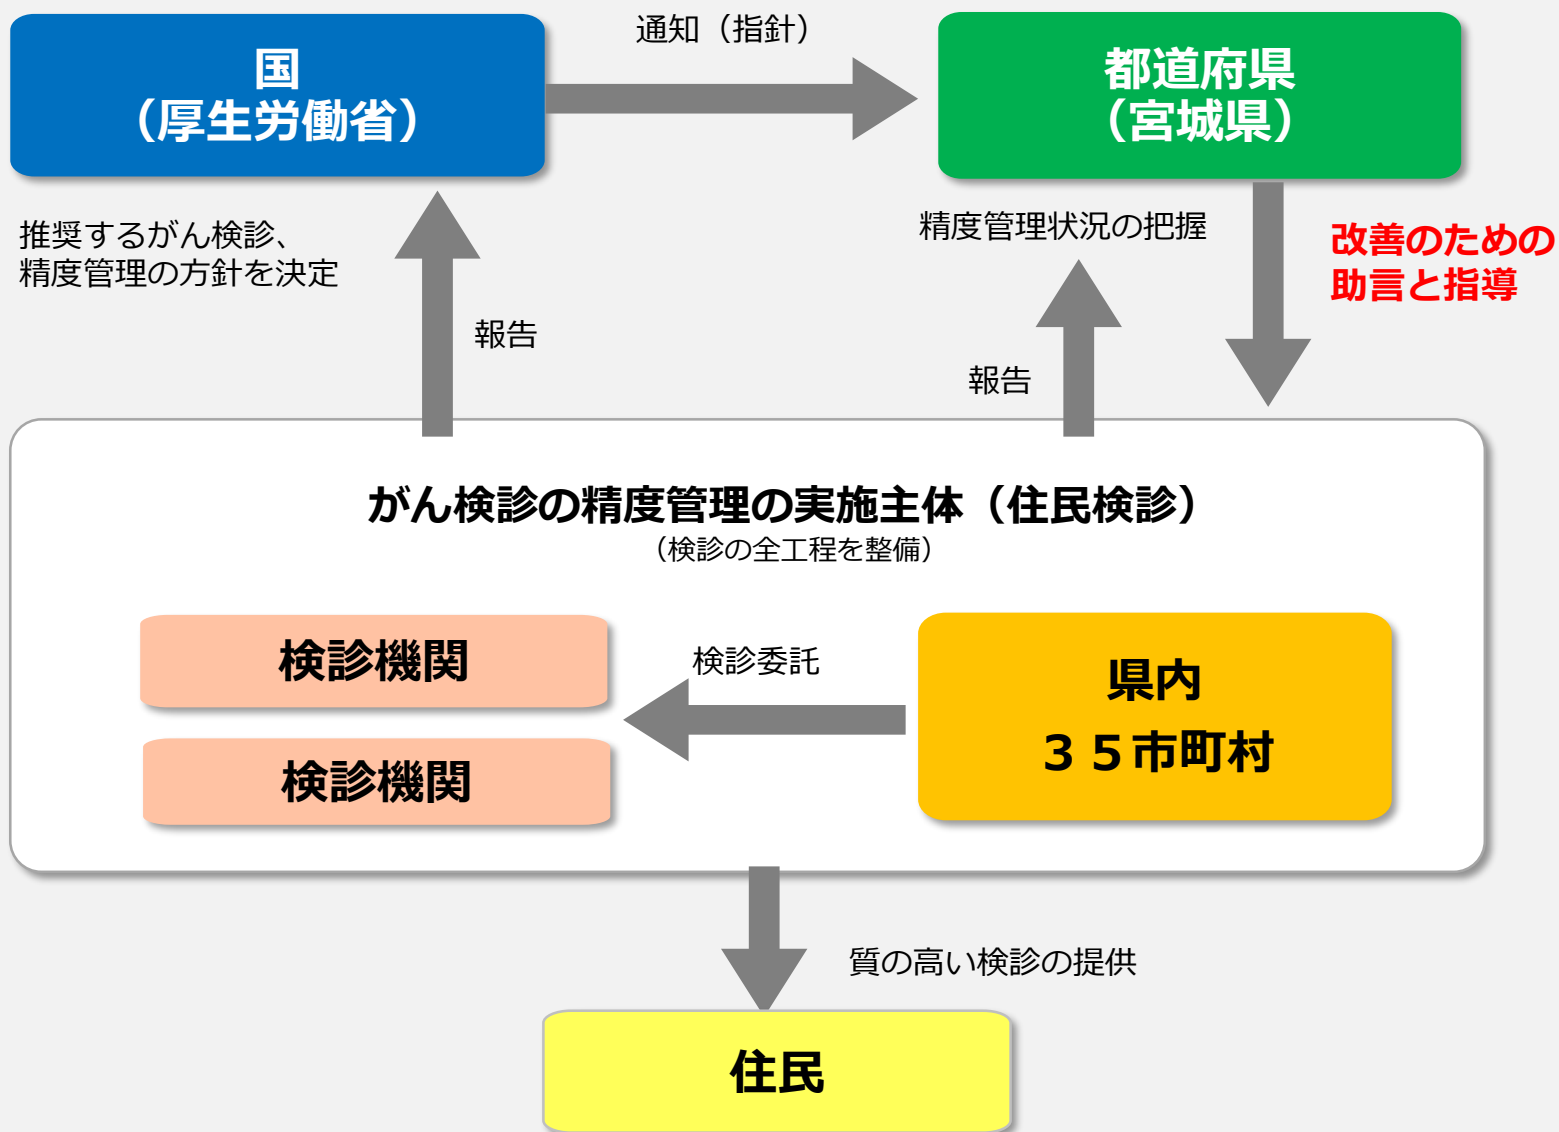 国
（厚生労働省）
通知（指針）
都道府県
（宮城県）
推奨するがん検診、
精度管理の方針を決定
報告
精度管理状況の把握
報告
改善のための
助言と指導
がん検診の精度管理の実施主体（住民検診）
（検診の全工程を整備）
検診機関
検診機関
検診委託
県内
３５市町村
質の高い検診の提供
住民